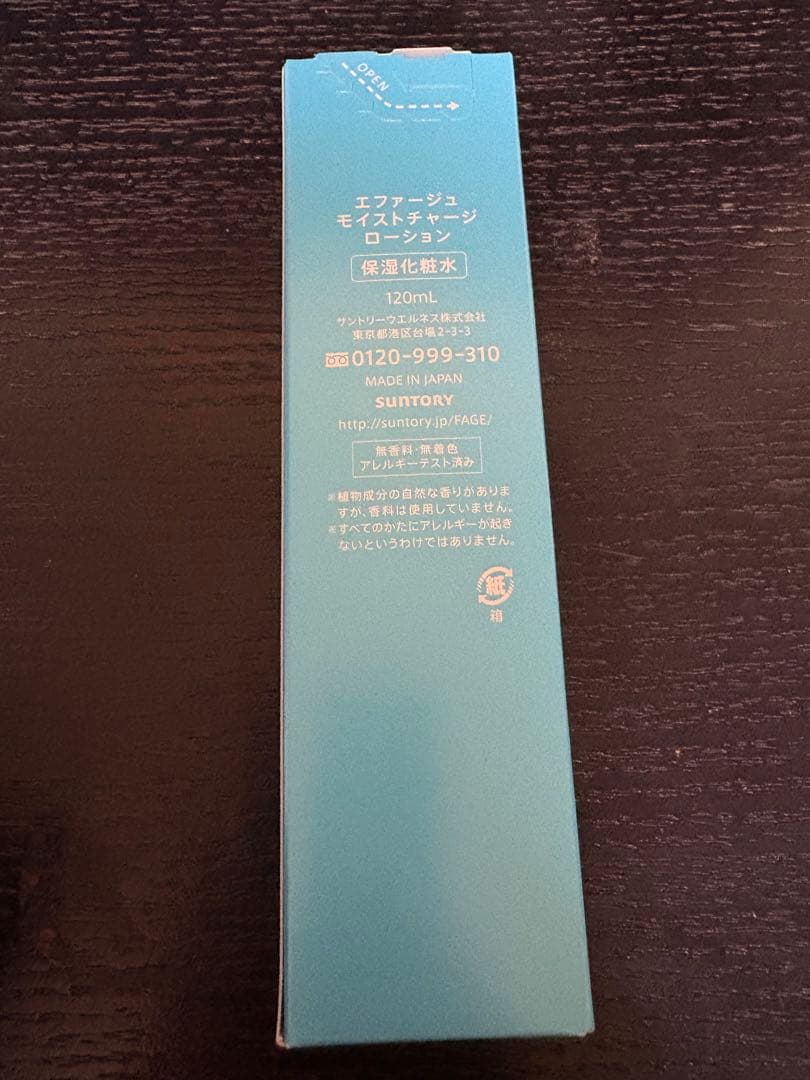 OPEN
エファージュ
モイストチャージ
ローション
保湿化粧水
120mL
サントリーウエルネス株式会社
東京都港区台場2-3-3
0120-999-310
MADE IN JAPAN
SUNTORY
http://suntory.jp/FAGE/
無香料・無着色
アレルギーテスト済み
※植物成分の自然な香りがありま
すが、香料は使用していません。
※すべてのかたにアレルギーが起き
ないというわけではありません。
紙
箱